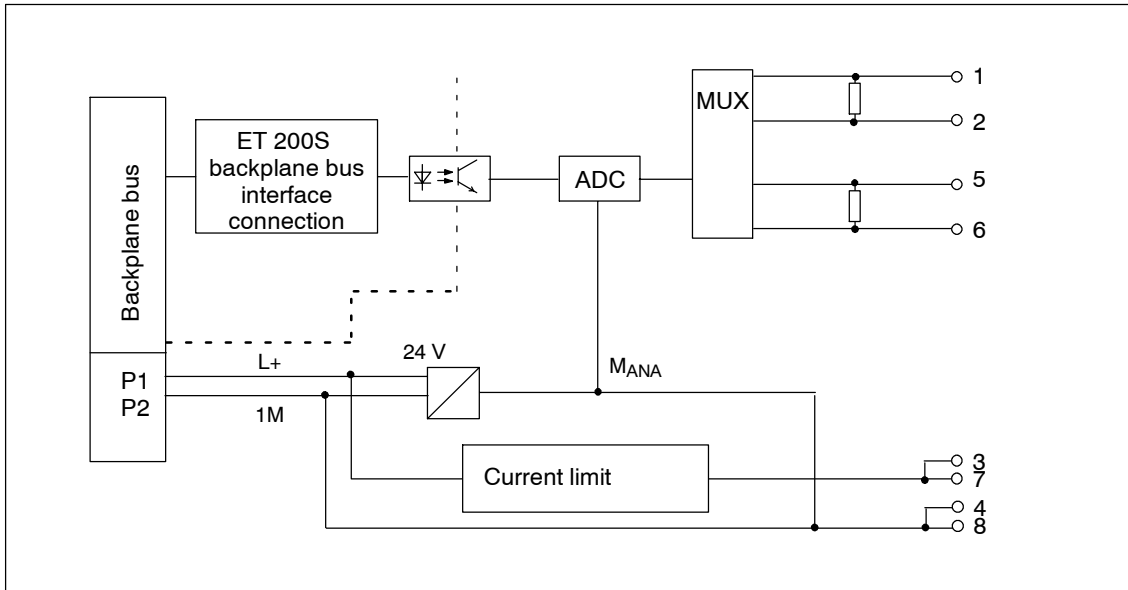 1
MUX
2
ET 200S
backplane bus
interface
connection
ADC
5
6
Backplane bus
L+
24 V
MANA
P1
P2
1M
Current limit
3
7
4
8